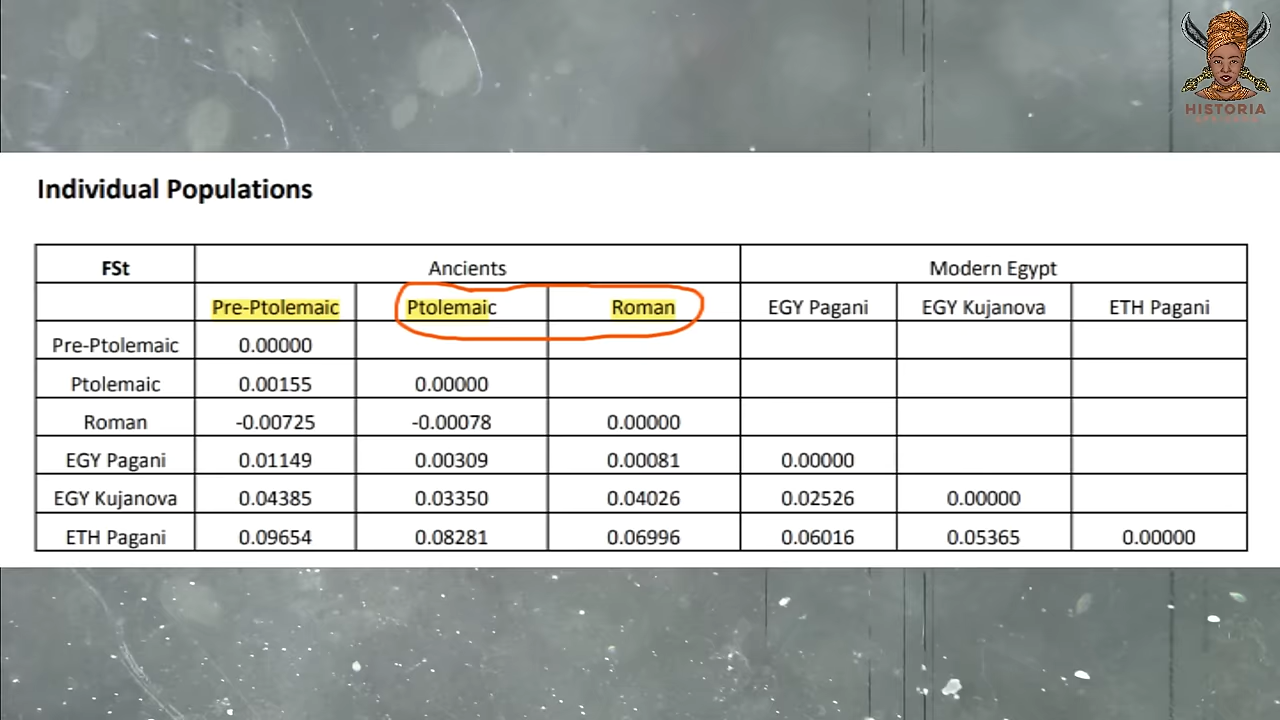 HISTORIA
Individual Populations
FSt Ancients Modern Egypt
Pre-Ptolemaic Ptolemaic Roman EGY Pagani EGY Kujanova ETH Pagani
Pre-Ptolemaic 0.00000
Ptolemaic 0.00155 0.00000
Roman -0.00725 -0.00078 0.00000
EGY Pagani 0.01149 0.00309 0.00081 0.00000
EGY Kujanova 0.04385 0.03350 0.04026 0.02526 0.00000
ETH Pagani 0.09654 0.08281 0.06996 0.06016 0.05365 0.00000